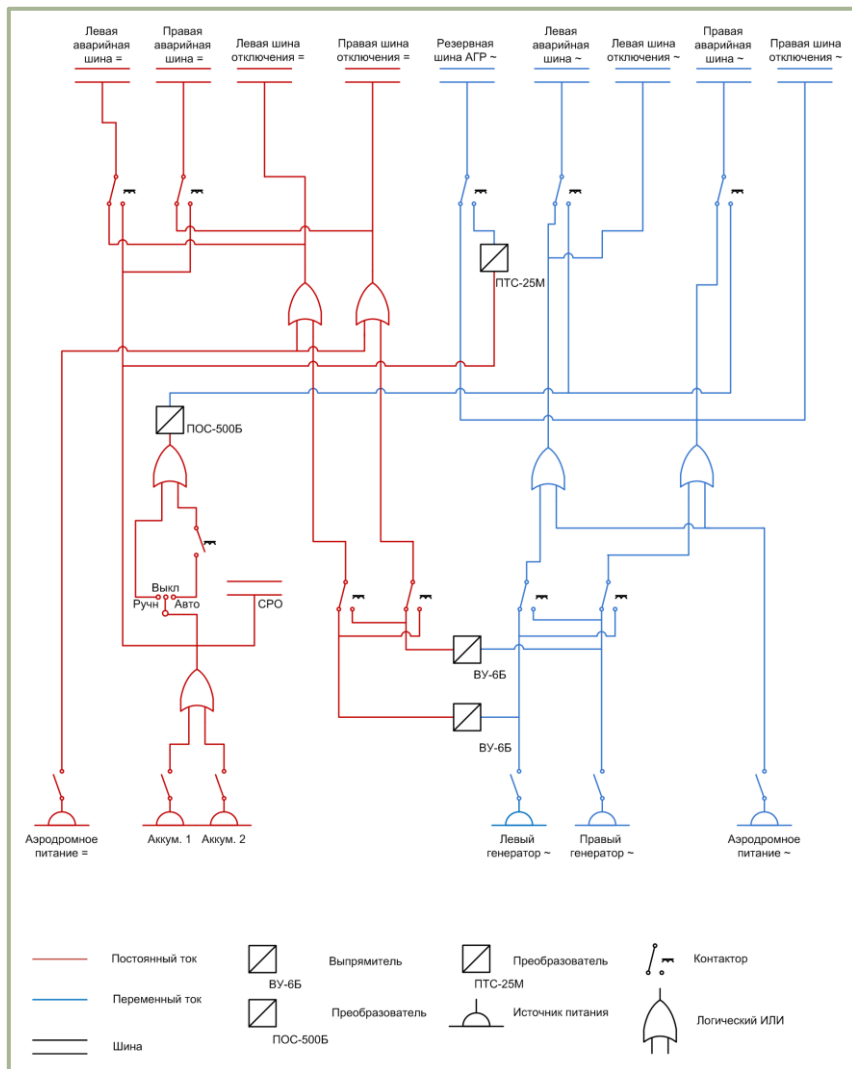 Левая
аварийная
шина =
Правая
аварийная
шина =
Левая шина
отключения =
Правая шина
отключения =
Резервная
шина АГР ~
Левая
аварийная
шина ~
Левая шина
отключения ~
Правая
аварийная
шина ~
Правая шина
отключения ~
ПТС-25М
ПОС-500Б
Выкл
Ручн
Авто
СРО
ВУ-6Б
ВУ-6Б
Аэродромное
питание =
Аккум. 1
Аккум. 2
Левый
генератор ~
Правый
генератор ~
Аэродромное
питание ~
Постоянный ток
ВУ-6Б
Выпрямитель
ПТС-25М
Преобразователь
Контактор
Переменный ток
ПОС-500Б
Преобразователь
Источник питания
Логический ИЛИ
Шина